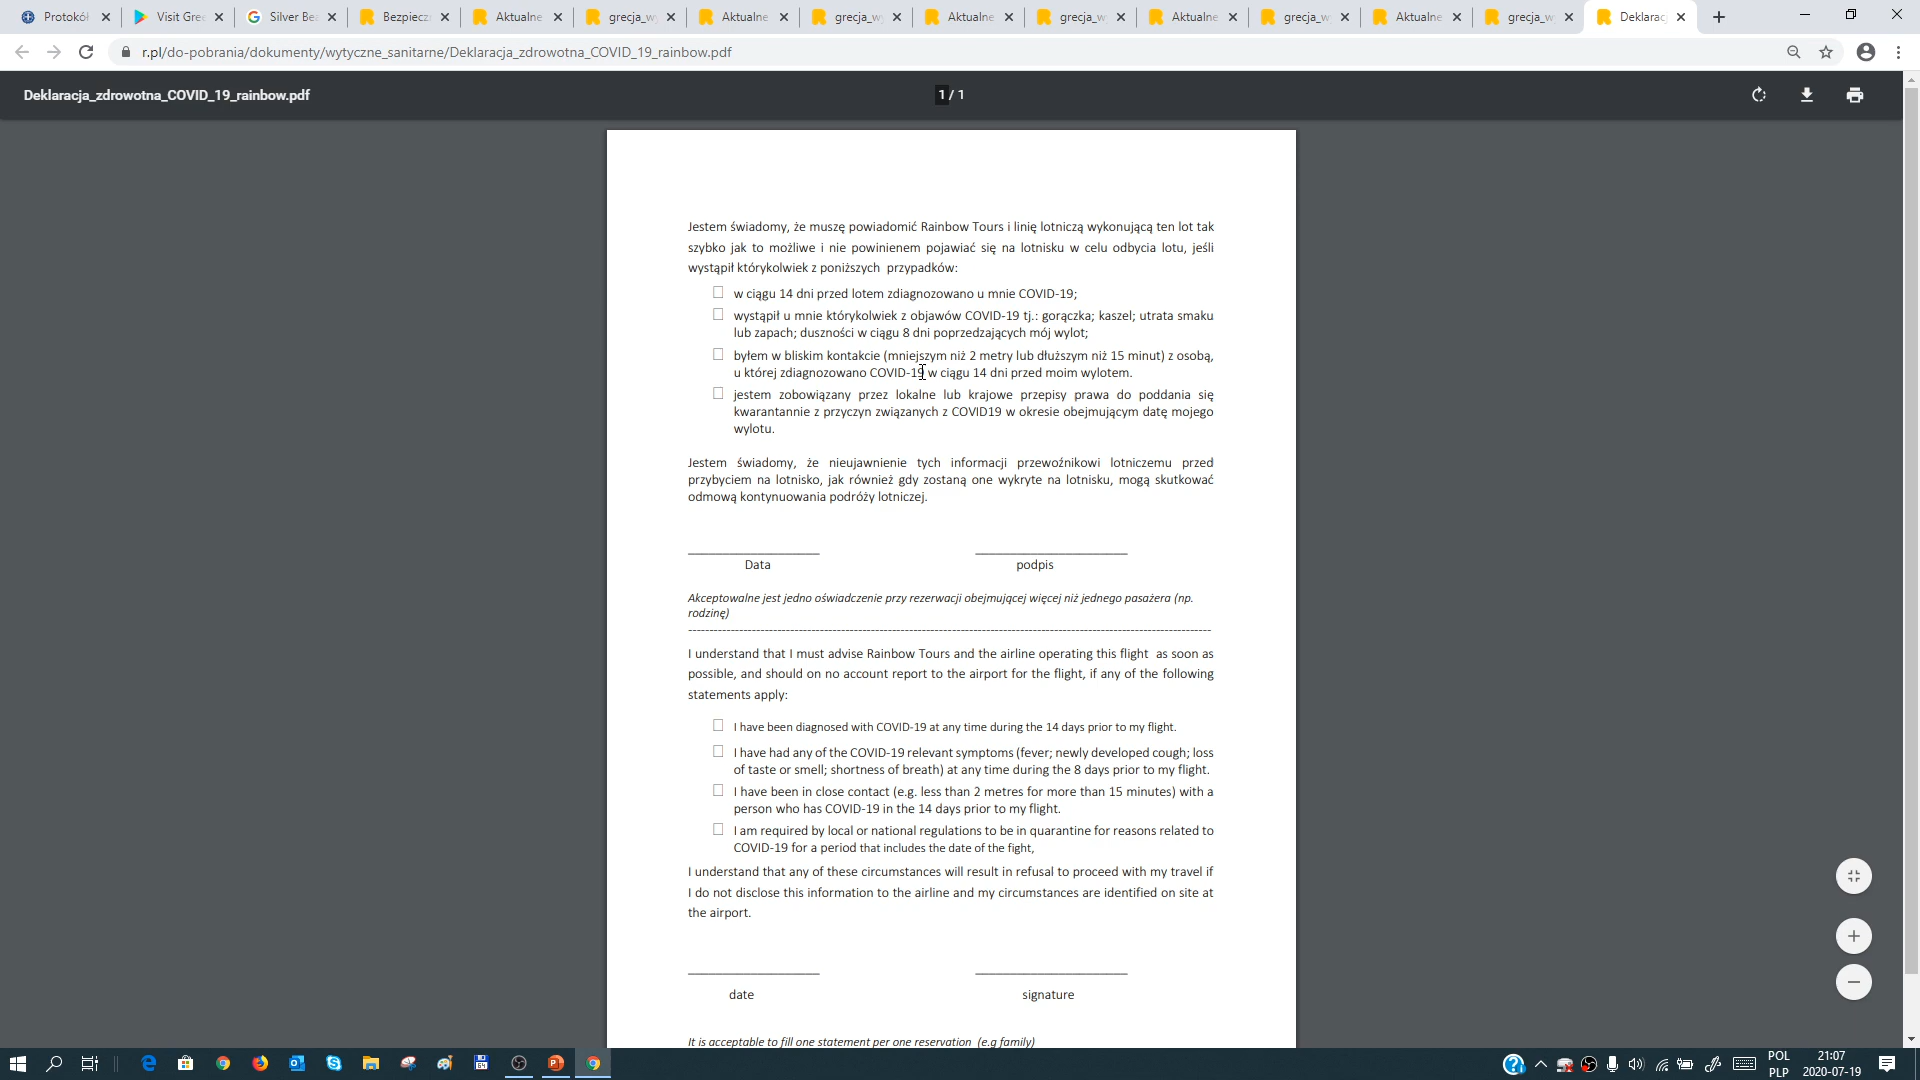 Protokół
Visit Gre
Silver Be
Bezpiecz
Aktualne
grecja_w
Aktualne
grecja_w
Aktualne
grecja_w
Aktualne
grecja_w
Aktualne
grecja_w
Deklarac
r.pl/do-pobrania/dokumenty/wytyczne_sanitarne/Deklaracja_zdrowotna_COVID_19_rainbow.pdf
Deklaracja_zdrowotna_COVID_19_rainbow.pdf
1 / 1
Jestem świadomy, że muszę powiadomić Rainbow Tours i linię lotniczą wykonującą ten lot tak
szybko jak to możliwe i nie powinienem pojawiać się na lotnisku w celu odbycia lotu, jeśli
wystąpił którykolwiek z poniższych przypadków:
w ciągu 14 dni przed lotem zdiagnozowano u mnie COVID-19;
wystąpił u mnie którykolwiek z objawów COVID-19 tj.: gorączka; kaszel; utrata smaku
lub zapach; duszności w ciągu 8 dni poprzedzających mój wylot;
byłem w bliskim kontakcie (mniejszym niż 2 metry lub dłuższym niż 15 minut) z osobą,
u której zdiagnozowano COVID-19 w ciągu 14 dni przed moim wylotem.
jestem zobowiązany przez lokalne lub krajowe przepisy prawa do poddania się
kwarantannie z przyczyn związanych z COVID19 w okresie obejmującym datę mojego
wylotu.
Jestem świadomy, że nieujawnienie tych informacji przewoźnikowi lotniczemu przed
przybyciem na lotnisko, jak również gdy zostaną one wykryte na lotnisku, mogą skutkować
odmową kontynuowania podróży lotniczej.
Data
podpis
Akceptowalne jest jedno oświadczenie przy rezerwacji obejmującej więcej niż jednego pasażera (np.
rodzinę)
I understand that I must advise Rainbow Tours and the airline operating this flight as soon as
possible, and should on no account report to the airport for the flight, if any of the following
statements apply:
I have been diagnosed with COVID-19 at any time during the 14 days prior to my flight.
I have had any of the COVID-19 relevant symptoms (fever; newly developed cough; loss
of taste or smell; shortness of breath) at any time during the 8 days prior to my flight.
I have been in close contact (e.g. less than 2 metres for more than 15 minutes) with a
person who has COVID-19 in the 14 days prior to my flight.
I am required by local or national regulations to be in quarantine for reasons related to
COVID-19 for a period that includes the date of the fight,
I understand that any of these circumstances will result in refusal to proceed with my travel if
I do not disclose this information to the airline and my circumstances are identified on site at
the airport.
date
signature
It is acceptable to fill one statement per one reservation (e.g family)
POL
PLP
21:07
2020-07-19